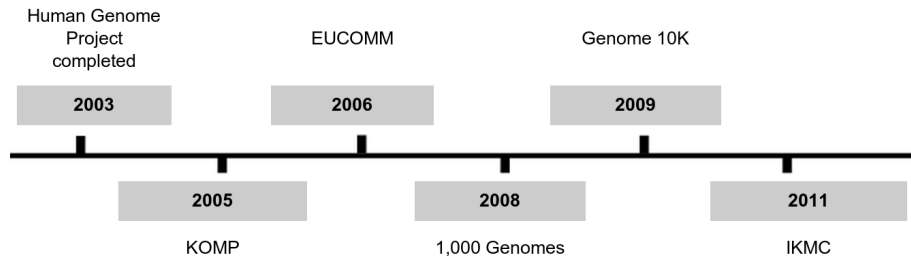 Human Genome
Project
completed
EUCOMM
Genome 10K
2003
2006
2009
2005
2008
2011
KOMP
1,000 Genomes
IKMC